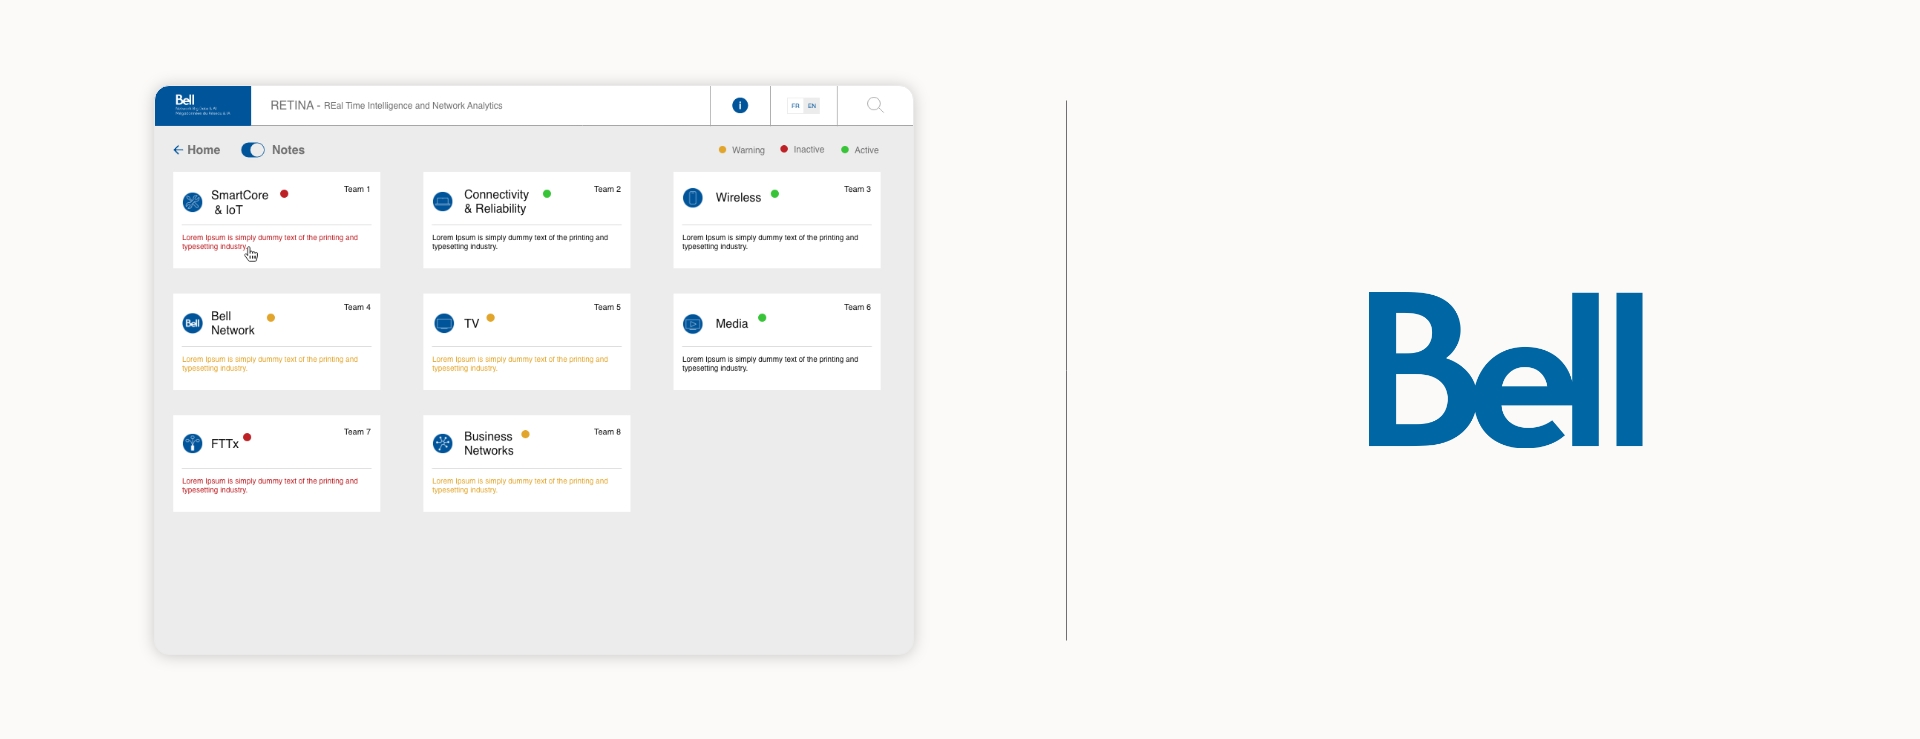 Bell
RETINA - REal Time Intelligence and Network Analytics
i
FR EN
Home
Notes
Warning
Inactive
Active
SmartCore
& IoT
Team 1
Lorem Ipsum is simply dummy text of the printing and
typesetting industry.
Connectivity
& Reliability
Team 2
Lorem Ipsum is simply dummy text of the printing and
typesetting industry.
Wireless
Team 3
Lorem Ipsum is simply dummy text of the printing and
typesetting industry.
Bell
Bell
Network
Team 4
Lorem Ipsum is simply dummy text of the printing and
typesetting industry.
TV
Team 5
Lorem Ipsum is simply dummy text of the printing and
typesetting industry.
Media
Team 6
Lorem Ipsum is simply dummy text of the printing and
typesetting industry.
FTTx
Team 7
Lorem Ipsum is simply dummy text of the printing and
typesetting industry.
Business
Networks
Team 8
Lorem Ipsum is simply dummy text of the printing and
typesetting industry.
Bell